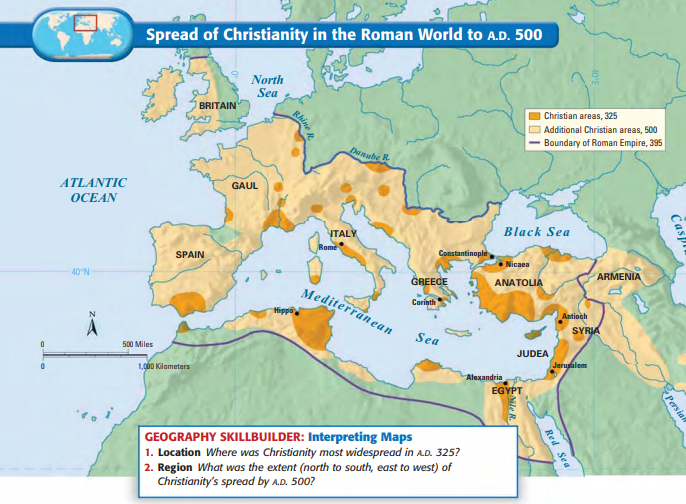 Spread of Christianity in the Roman World to A.D. 500
North
Sea
0°
40°E
BRITAIN
Rhine R.
Christian areas, 325
Additional Christian areas, 500
Boundary of Roman Empire, 395
Danube R.
ATLANTIC
OCEAN
GAUL
Black Sea
ITALY
Rome
Constantinople
Nicaea
SPAIN
40°N
GREECE
ANATOLIA
ARMENIA
Corinth
Mediterranean
Sea
Hippo
Antioch
SYRIA
N
0 500 Miles
0 1,000 Kilometers
JUDEA
Jerusalem
Alexandria
EGYPT
Nile R.
Red Sea
Persian
GEOGRAPHY SKILLBUILDER: Interpreting Maps
1. Location Where was Christianity most widespread in A.D. 325?
2. Region What was the extent (north to south, east to west) of
Christianity's spread by A.D. 500?